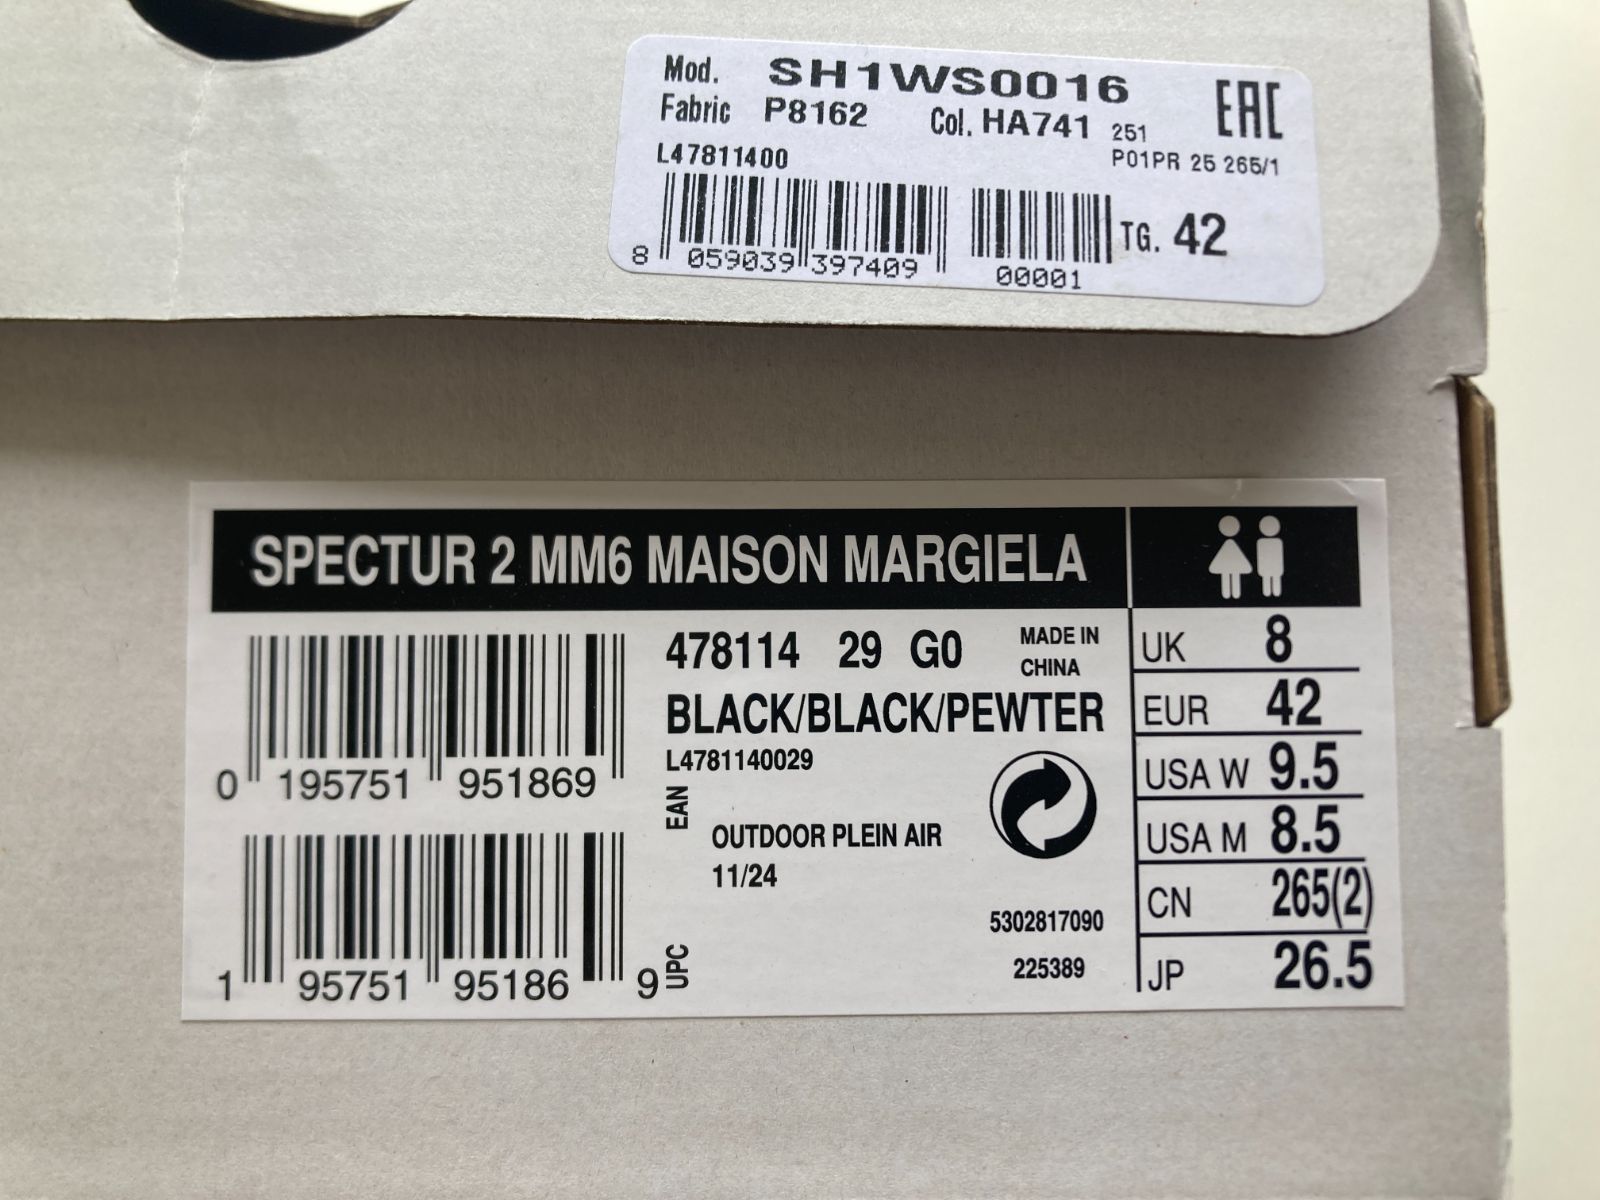 Mod. SH1WS0016
Fabric P8162 Col. HA741 251
EAC
L47811400 P01PR 25 265/1
TG. 42
8 059039 397409 00001
SPECTUR 2 MM6 MAISON MARGIELA
478114 29 G0 MADE IN CHINA
BLACK/BLACK/PEWTER
L4781140029
0 195751 951869
EAN
OUTDOOR PLEIN AIR
11/24
5302817090
225389
1 95751 95186 9
UPC
UK 8
EUR 42
USA W 9.5
USA M 8.5
CN 265(2)
JP 26.5